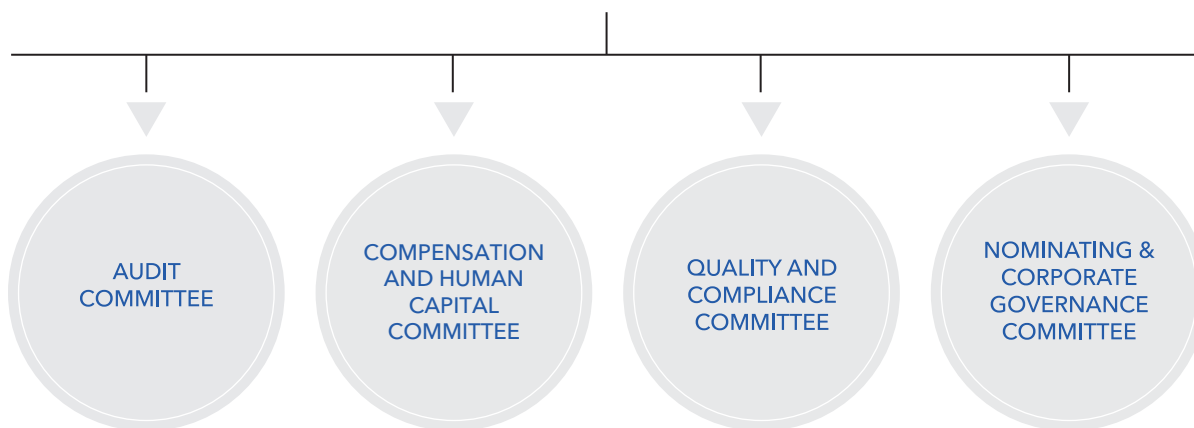 AUDIT
COMMITTEE
COMPENSATION
AND HUMAN
CAPITAL
COMMITTEE
QUALITY AND
COMPLIANCE
COMMITTEE
NOMINATING &
CORPORATE
GOVERNANCE
COMMITTEE